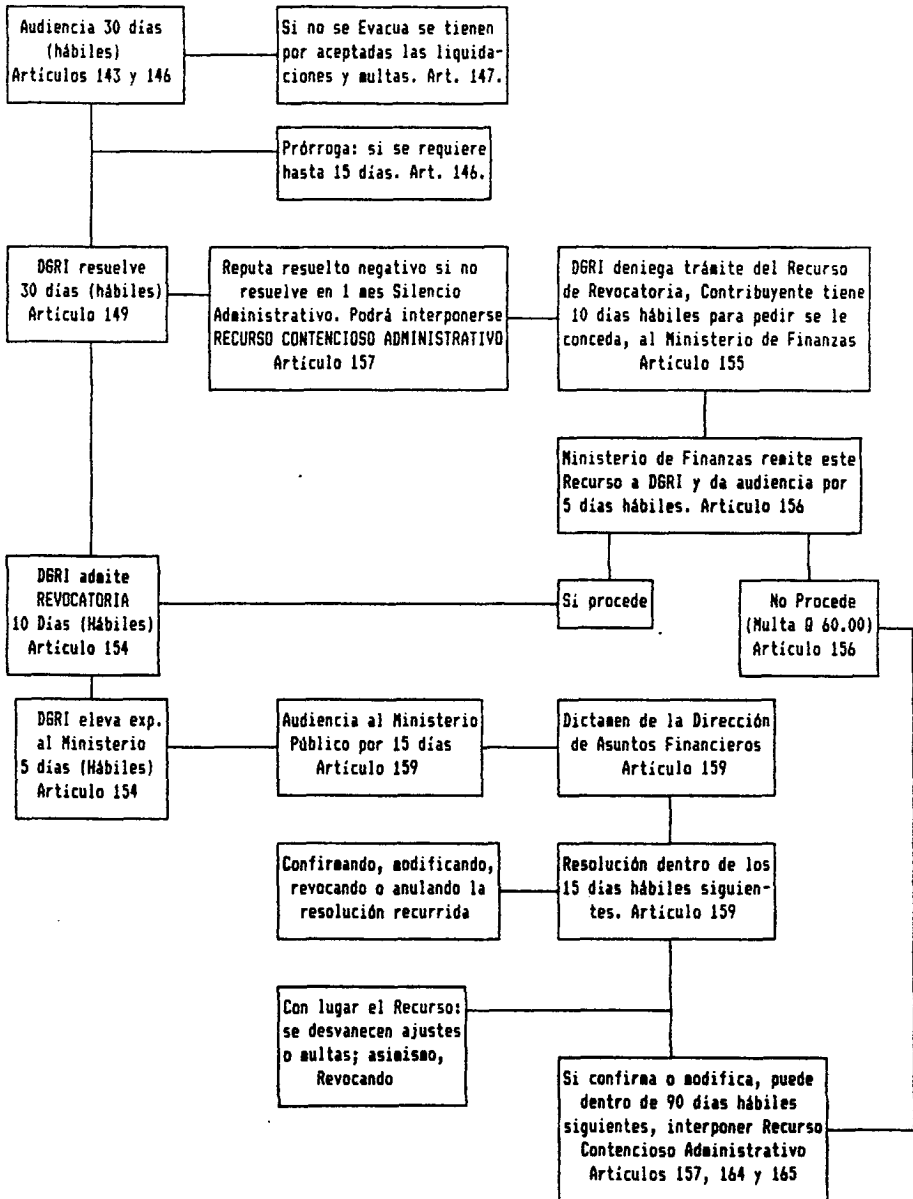 Audiencia 30 días
(hábiles)
Artículos 143 y 146
Si no se Evacua se tienen
por aceptadas las liquida-
ciones y multas. Art. 147.
Prórroga: si se requiere
hasta 15 días. Art. 146.
DGRI resuelve
30 días (hábiles)
Artículo 149
Reputa resuelto negativo si no
resuelve en 1 mes Silencio
Administrativo. Podrá interponerse
RECURSO CONTENCIOSO ADMINISTRATIVO
Artículo 157
DGRI deniega trámite del Recurso
de Revocatoria, Contribuyente tiene
10 días hábiles para pedir se le
conceda, al Ministerio de Finanzas
Artículo 155
Ministerio de Finanzas remite este
Recurso a DGRI y da audiencia por
5 días hábiles. Artículo 156
DGRI admite
REVOCATORIA
10 Días (Hábiles)
Artículo 154
Sí procede
No Procede
(Multa Q 60.00)
Artículo 156
DGRI eleva exp.
al Ministerio
5 días (Hábiles)
Artículo 154
Audiencia al Ministerio
Público por 15 días
Artículo 159
Dictamen de la Dirección
de Asuntos Financieros
Artículo 159
Confirmando, modificando,
revocando o anulando la
resolución recurrida
Resolución dentro de los
15 días hábiles siguien-
tes. Artículo 159
Con lugar el Recurso:
se desvanecen ajustes
o multas; asimismo,
Revocando
Si confirma o modifica, puede
dentro de 90 días hábiles
siguientes, interponer Recurso
Contencioso Administrativo
Artículos 157, 164 y 165